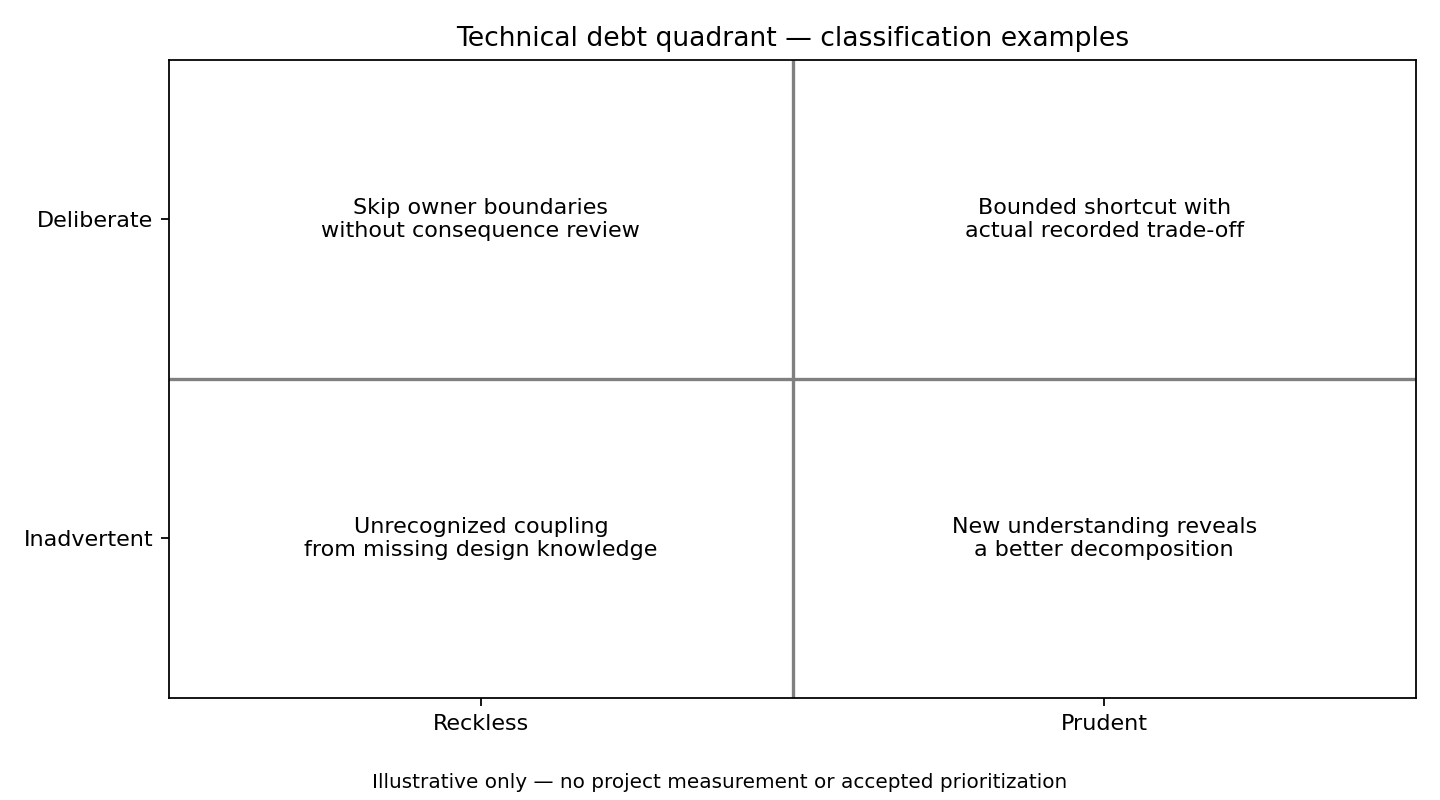 Technical debt quadrant — classification examples
Deliberate
Skip owner boundaries
without consequence review
Bounded shortcut with
actual recorded trade-off
Inadvertent
Unrecognized coupling
from missing design knowledge
New understanding reveals
a better decomposition
Reckless
Prudent
Illustrative only — no project measurement or accepted prioritization